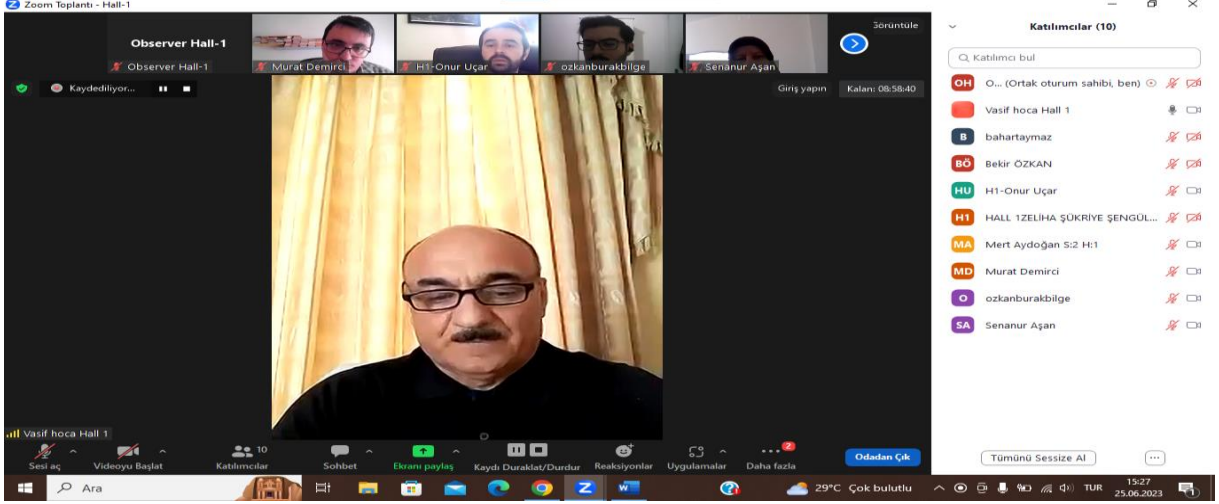 Zoom Toplantı - Hall-1
Observer Hall-1
Observer Hall-1
Murat Demirci
H1-Onur Uçar
ozkanburakbilge
Senanur Aşan
Görüntüle
Kaydediliyor...
Giriş yapın
Kalan: 08:58:40
Vasif hoca Hall 1
Sesi aç
Videoyu Başlat
10
Katılımcılar
Sohbet
Ekranı paylaş
Kaydı Duraklat/Durdur
Reaksiyonlar
Uygulamalar
2
Daha fazla
Odadan Çık
Katılımcılar (10)
Katılımcı bul
OH O... (Ortak oturum sahibi, ben)
Vasif hoca Hall 1
B bahartaymaz
BÖ Bekir ÖZKAN
HU H1-Onur Uçar
H1 HALL 1ZELİHA ŞÜKRİYE ŞENGÜL...
MA Mert Aydoğan S:2 H:1
MD Murat Demirci
O ozkanburakbilge
SA Senanur Aşan
Tümünü Sessize Al
Ara
29°C Çok bulutlu
TUR
15:27
25.06.2022